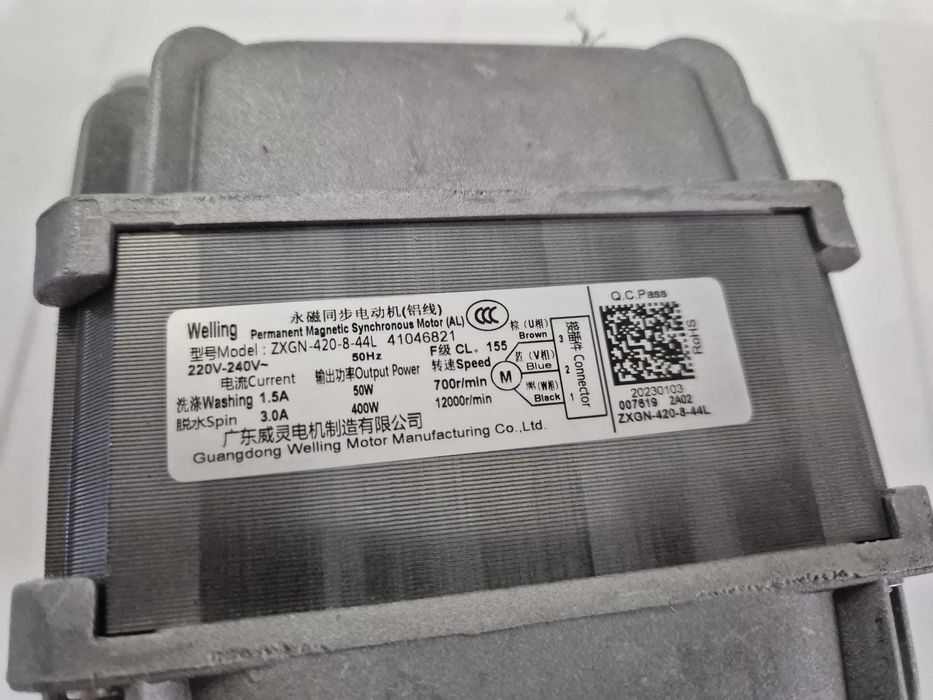 Welling
永磁同步电动机(铝线)
Permanent Magnetic Synchronous Motor (AL)
CCC
型号Model: ZXGN-420-8-44L 41046821
220V-240V~ 50Hz F级 CL. 155
电流Current 输出功率Output Power 转速Speed
洗涤Washing 1.5A 50W 700r/min
脱水Spin 3.0A 400W 12000r/min
广东威灵电机制造有限公司
Guangdong Welling Motor Manufacturing Co.,Ltd.
棕 (U相)
Brown
(V相)
Blue
(W相)
Black
M
3
2
1
接插件 Connector
Q.C.Pass
RoHS
20230103
007619 2A02
ZXGN-420-8-44L